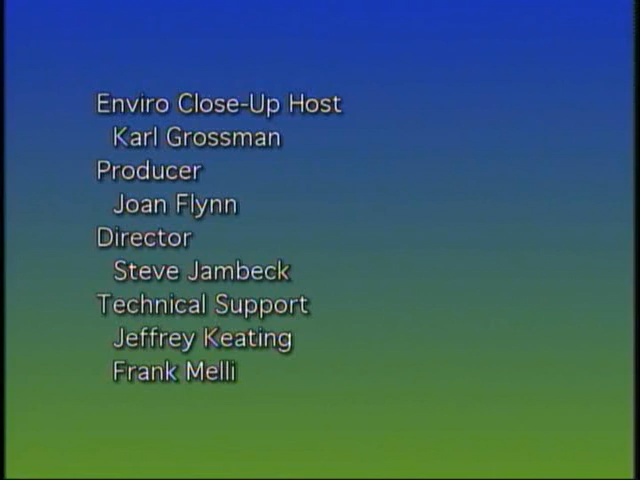 Enviro Close-Up Host
Karl Grossman
Producer
Joan Flynn
Director
Steve Jambeck
Technical Support
Jeffrey Keating
Frank Melli